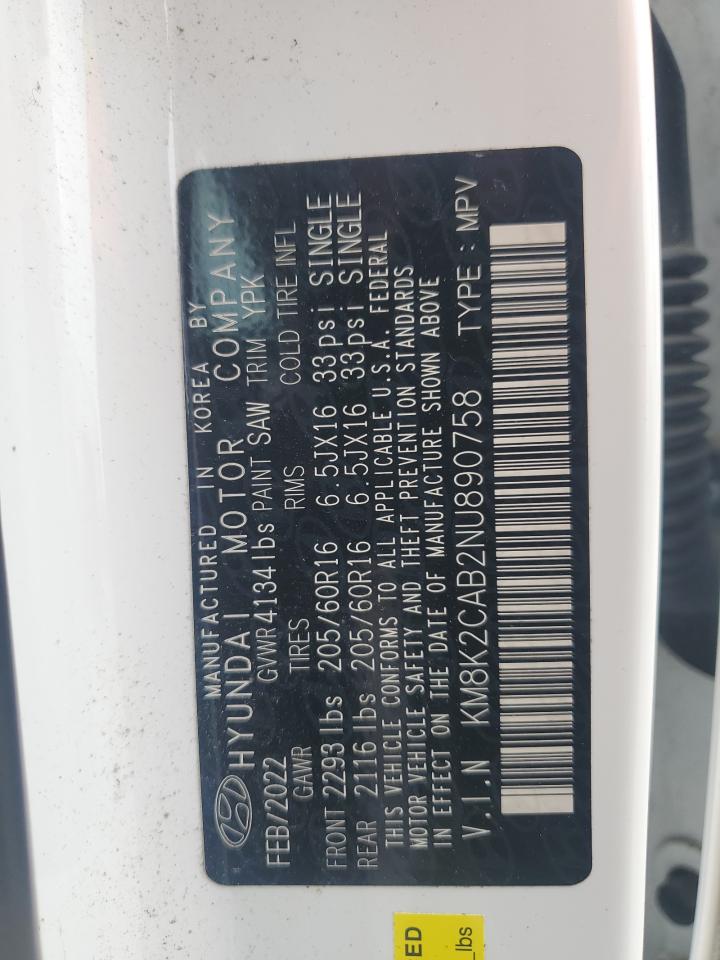 MANUFACTURED IN KOREA BY
HYUNDAI MOTOR COMPANY
FEB/2022 GVWR 4134 lbs PAINT SAW TRIM YPK
GAWR TIRES RIMS COLD TIRE INFL
FRONT 2293 lbs 205/60R16 6.5JX16 33psi SINGLE
REAR 2116 lbs 205/60R16 6.5JX16 33psi SINGLE
THIS VEHICLE CONFORMS TO ALL APPLICABLE U.S.A. FEDERAL
MOTOR VEHICLE SAFETY AND THEFT PREVENTION STANDARDS
IN EFFECT ON THE DATE OF MANUFACTURE SHOWN ABOVE
V.I.N KM8K2CAB2NU890758 TYPE : MPV
lbs